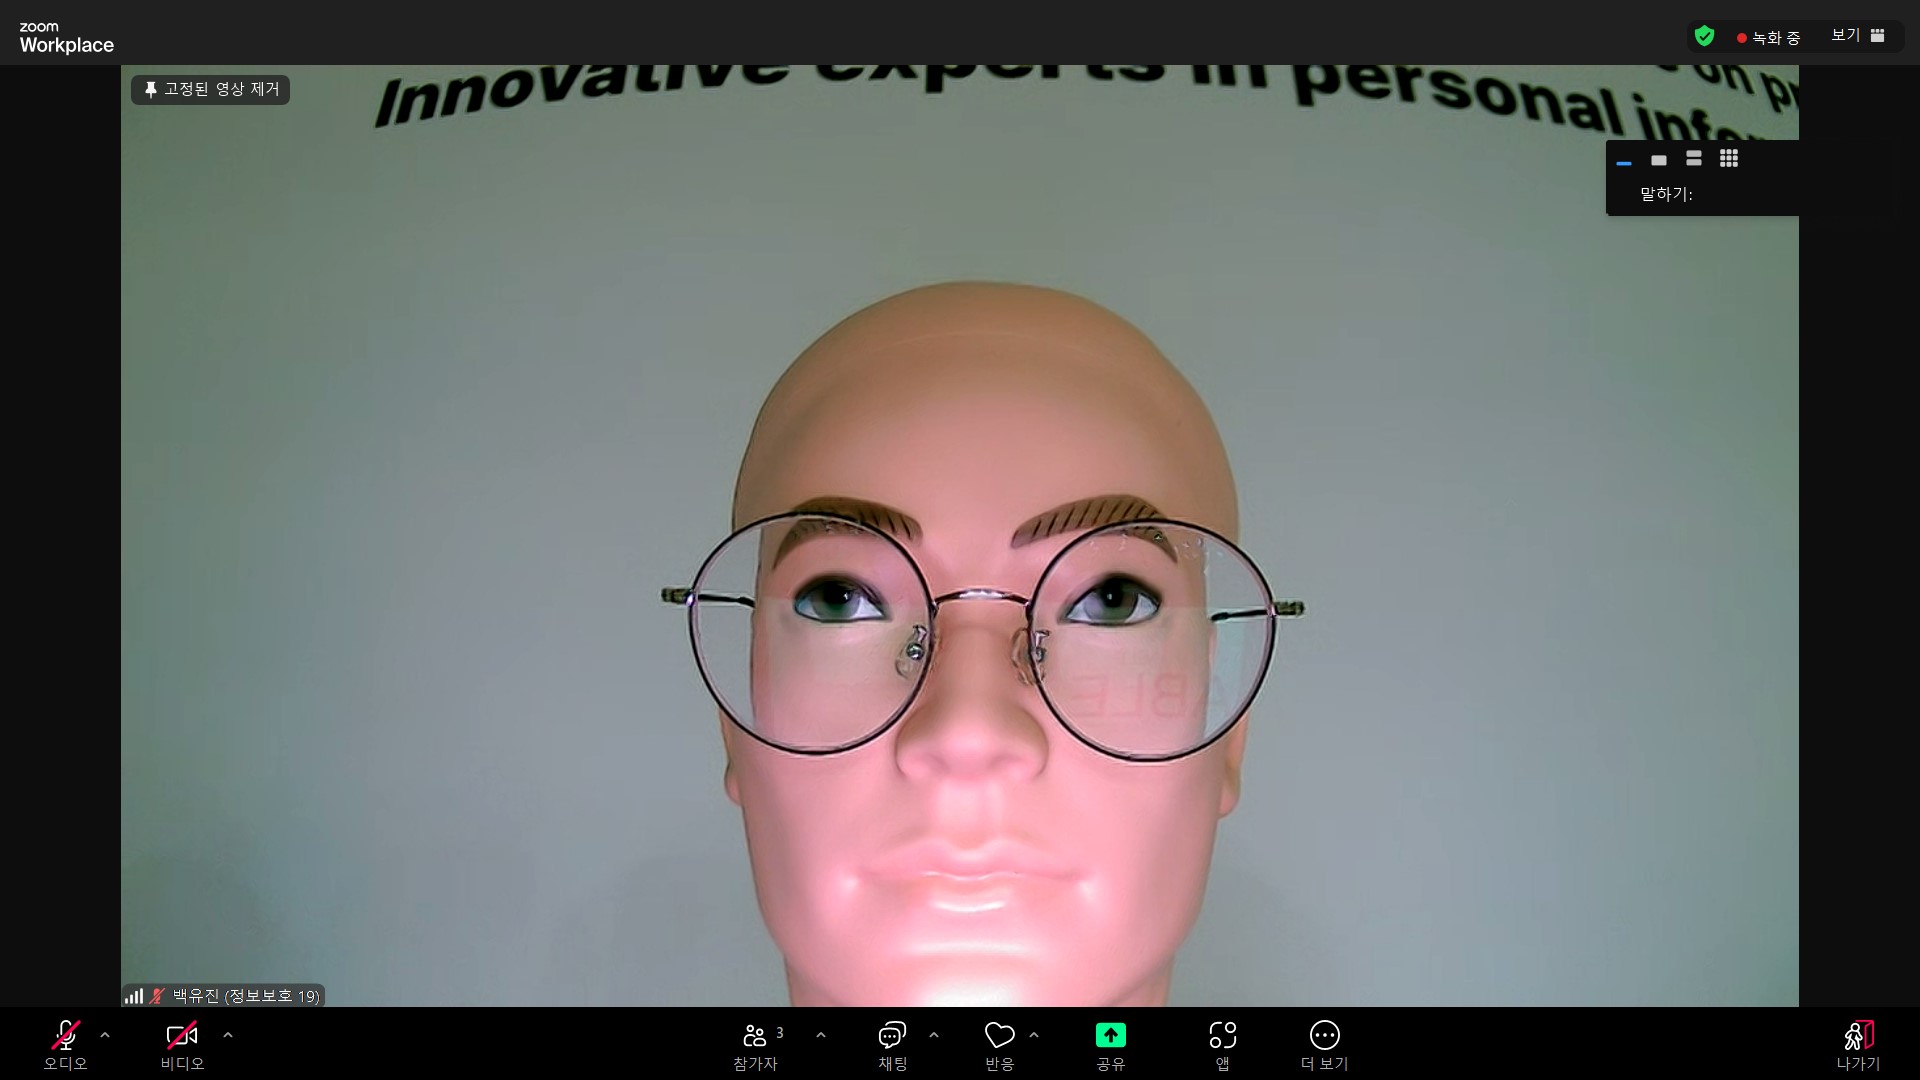 zoom
Workplace
녹화 중
보기
고정된 영상 제거
Innovative experts in personal
말하기:
ABLE
백유진 (정보보호 19)
오디오
비디오
참가자
3
채팅
반응
공유
앱
더 보기
나가기